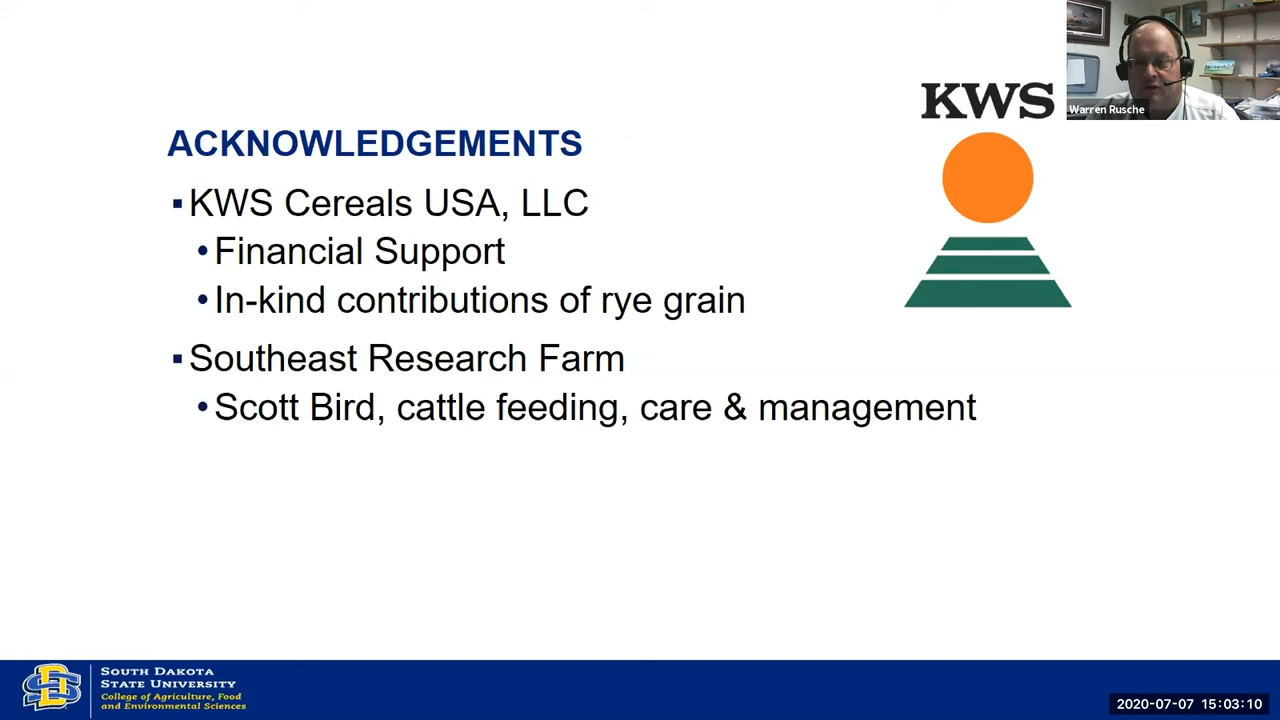 KWS
Warren Rusche
ACKNOWLEDGEMENTS
▪KWS Cereals USA, LLC
•Financial Support
•In-kind contributions of rye grain
▪Southeast Research Farm
•Scott Bird, cattle feeding, care & management
SOUTH DAKOTA
STATE UNIVERSITY
College of Agriculture, Food
and Environmental Sciences
2020-07-07 15:03:10